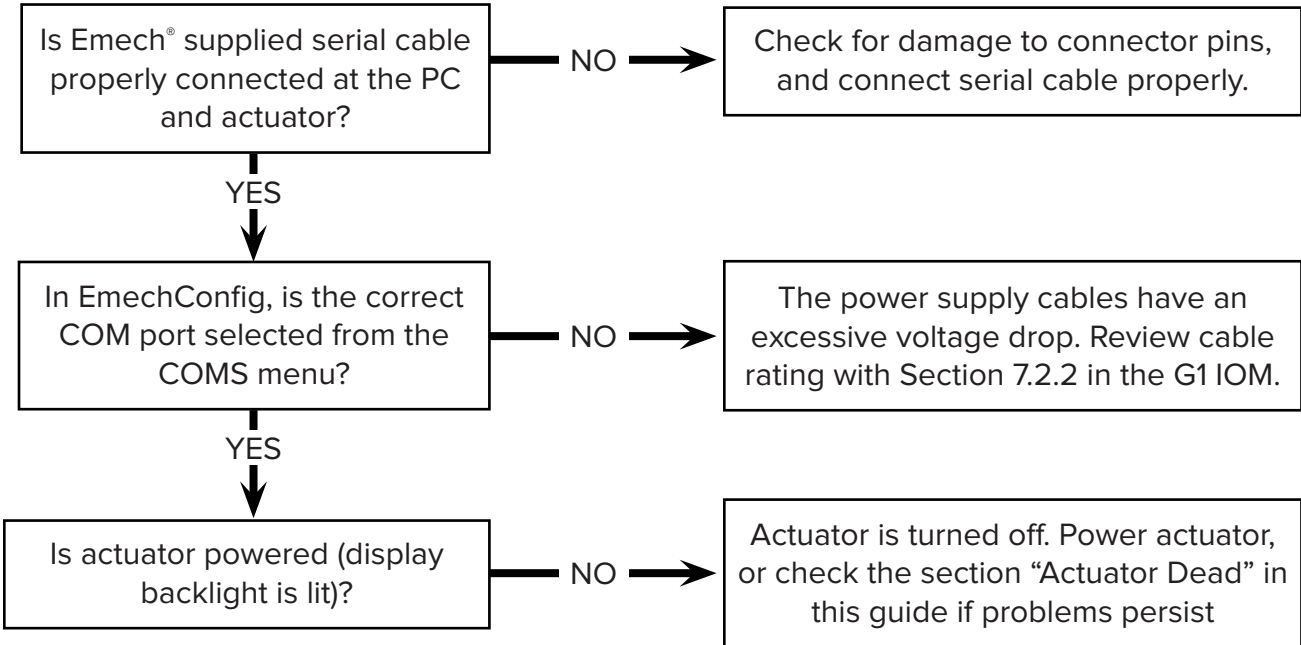 Is Emech® supplied serial cable
properly connected at the PC
and actuator?
NO
Check for damage to connector pins,
and connect serial cable properly.
YES
In EmechConfig, is the correct
COM port selected from the
COMS menu?
NO
The power supply cables have an
excessive voltage drop. Review cable
rating with Section 7.2.2 in the G1 IOM.
YES
Is actuator powered (display
backlight is lit)?
NO
Actuator is turned off. Power actuator,
or check the section “Actuator Dead” in
this guide if problems persist